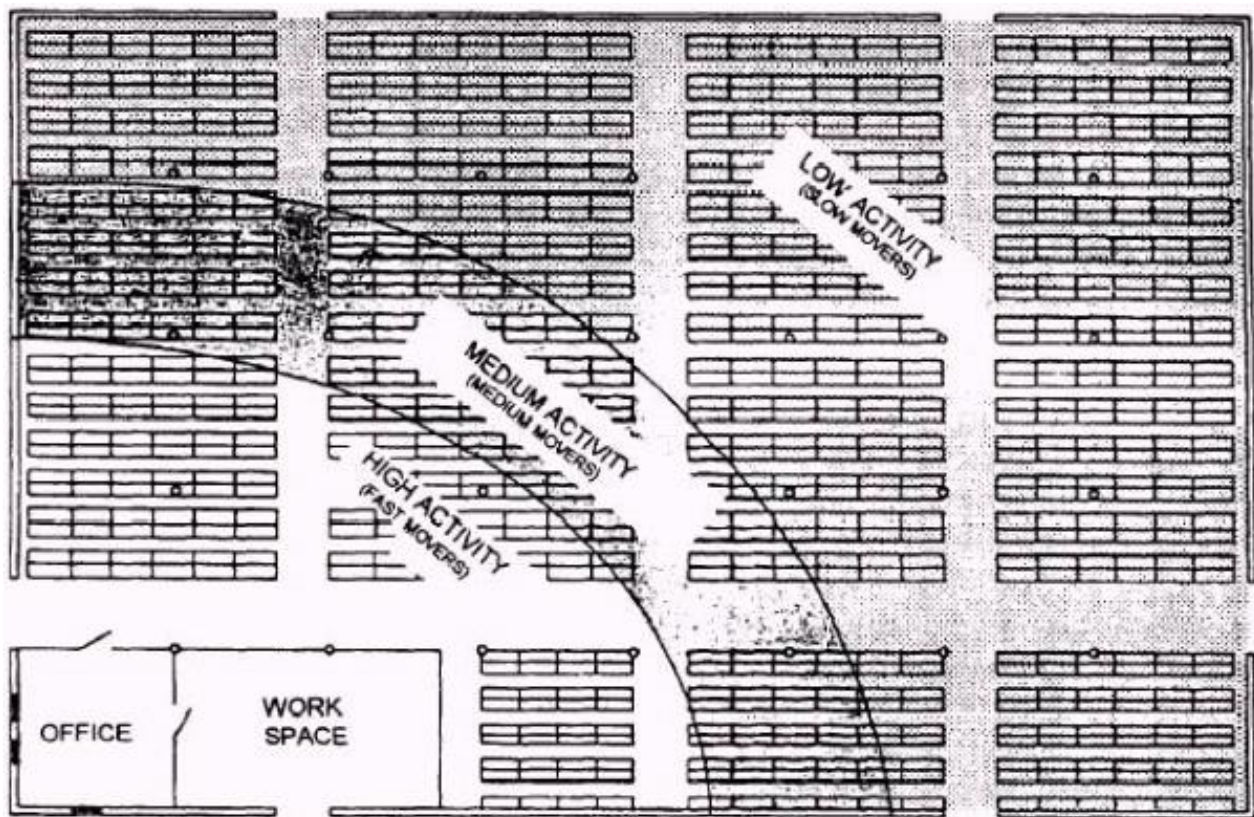 LOW ACTIVITY
(SLOW MOVERS)
MEDIUM ACTIVITY
(MEDIUM MOVERS)
HIGH ACTIVITY
(FAST MOVERS)
OFFICE
WORK
SPACE